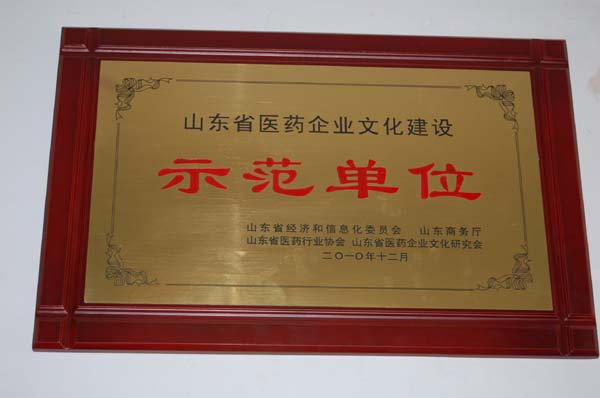 山东省医药企业文化建设
示范单位
山东省经济和信息化委员会 山东商务厅
山东省医药行业协会 山东省医药企业文化研究会
二〇一〇年十二月